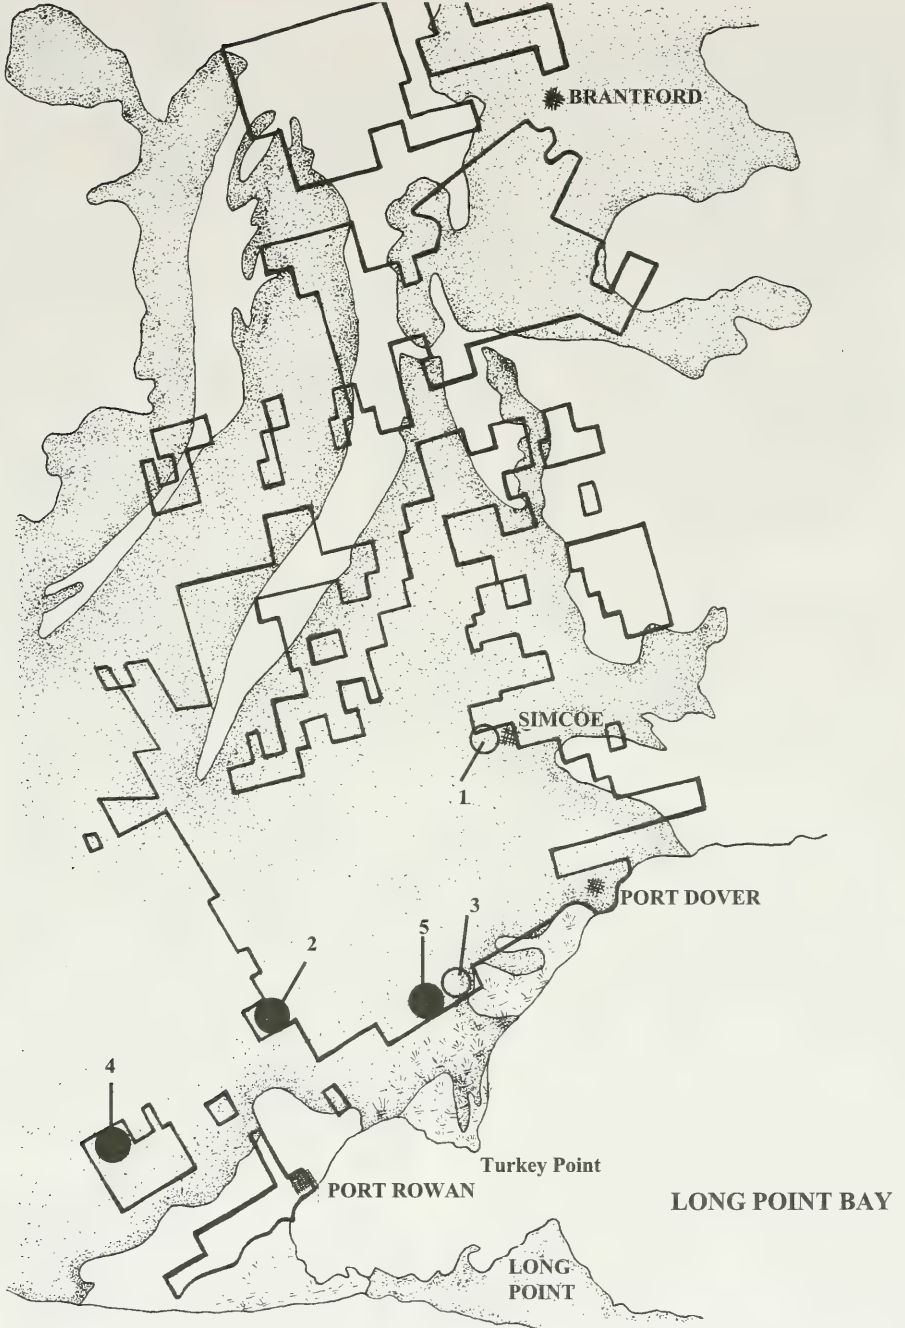 BRANTFORD
SIMCOE
1
PORT DOVER
3
5
2
4
Turkey Point
PORT ROWAN
LONG POINT BAY
LONG
POINT